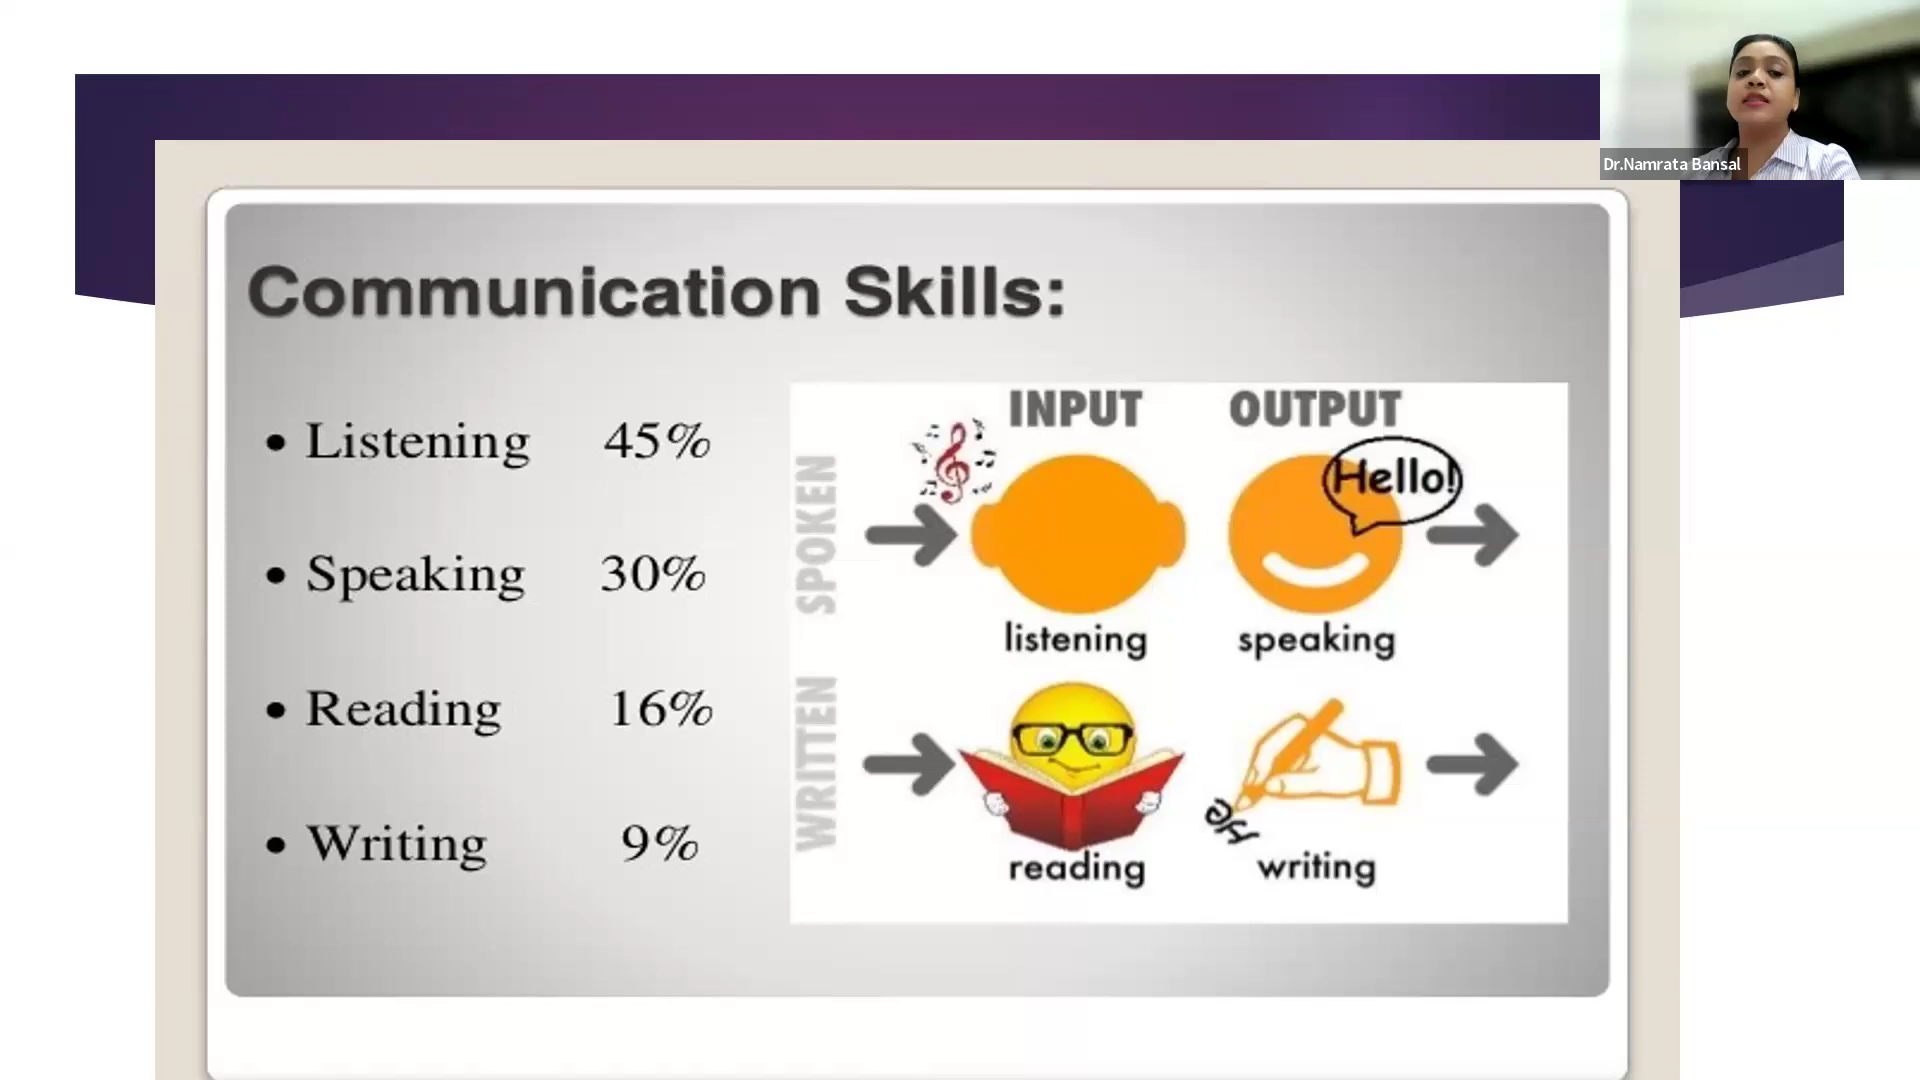 Dr.Namrata Bansal
Communication Skills:
• Listening 45%
• Speaking 30%
• Reading 16%
• Writing 9%
INPUT OUTPUT
SPOKEN
Hello!
listening speaking
WRITTEN
reading writing